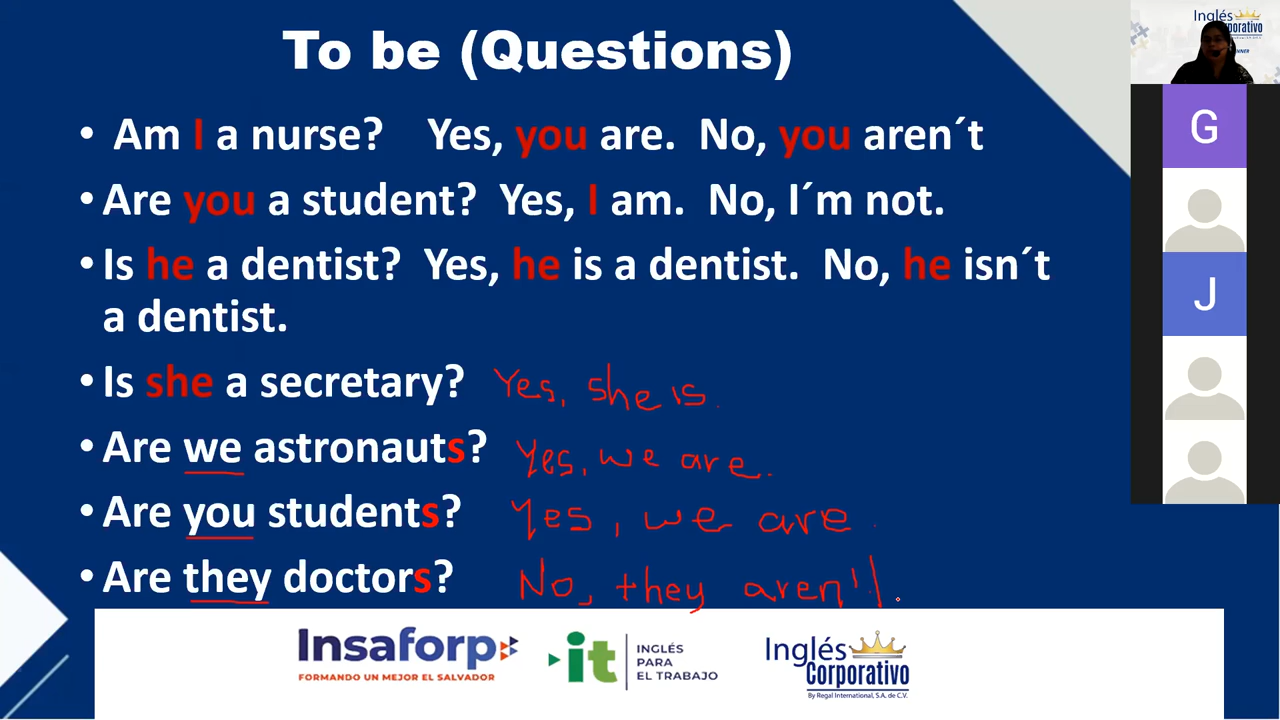 To be (Questions)
• Am I a nurse? Yes, you are. No, you aren´t
• Are you a student? Yes, I am. No, I´m not.
• Is he a dentist? Yes, he is a dentist. No, he isn´t
a dentist.
• Is she a secretary? Yes, she is.
• Are we astronauts? Yes, we are.
• Are you students? Yes, we are.
• Are they doctors? No, they aren't.
Inglés
Corporativo
G
J
Insaforp
FORMANDO UN MEJOR EL SALVADOR
it
INGLÉS
PARA
EL TRABAJO
Inglés
Corporativo
By Regal International, S.A. de C.V.